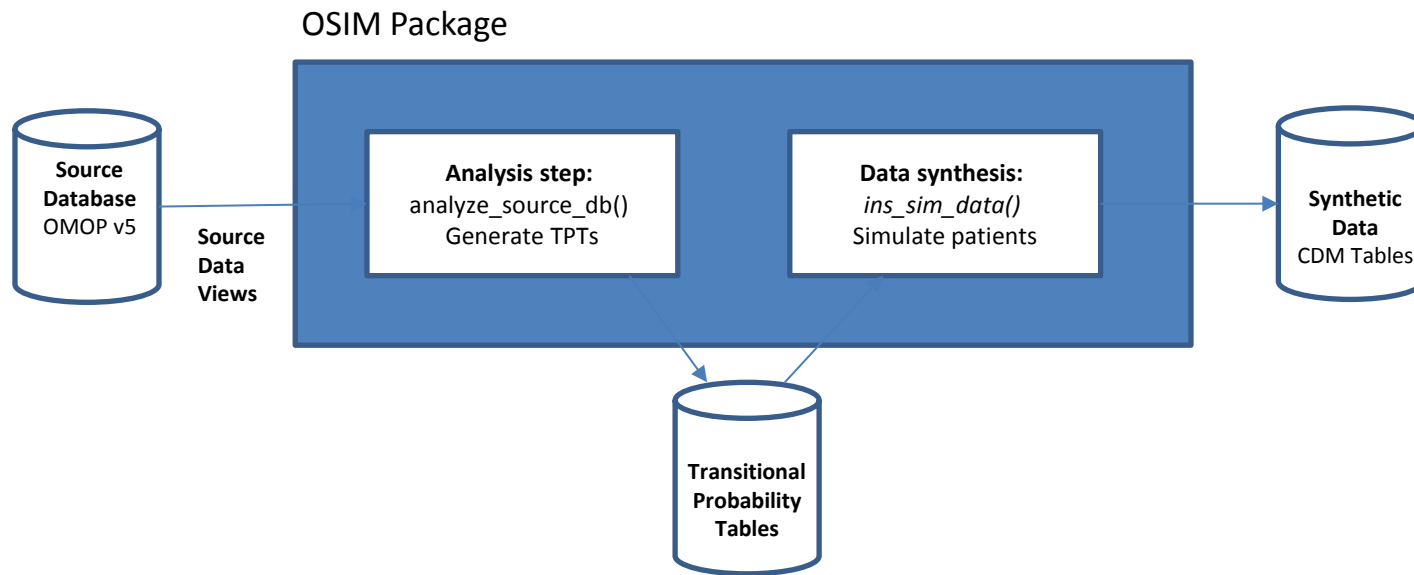 OSIM Package
Source
Database
OMOP v5
Source
Data
Views
Analysis step:
analyze_source_db()
Generate TPTs
Data synthesis:
ins_sim_data()
Simulate patients
Synthetic
Data
CDM Tables
Transitional
Probability
Tables